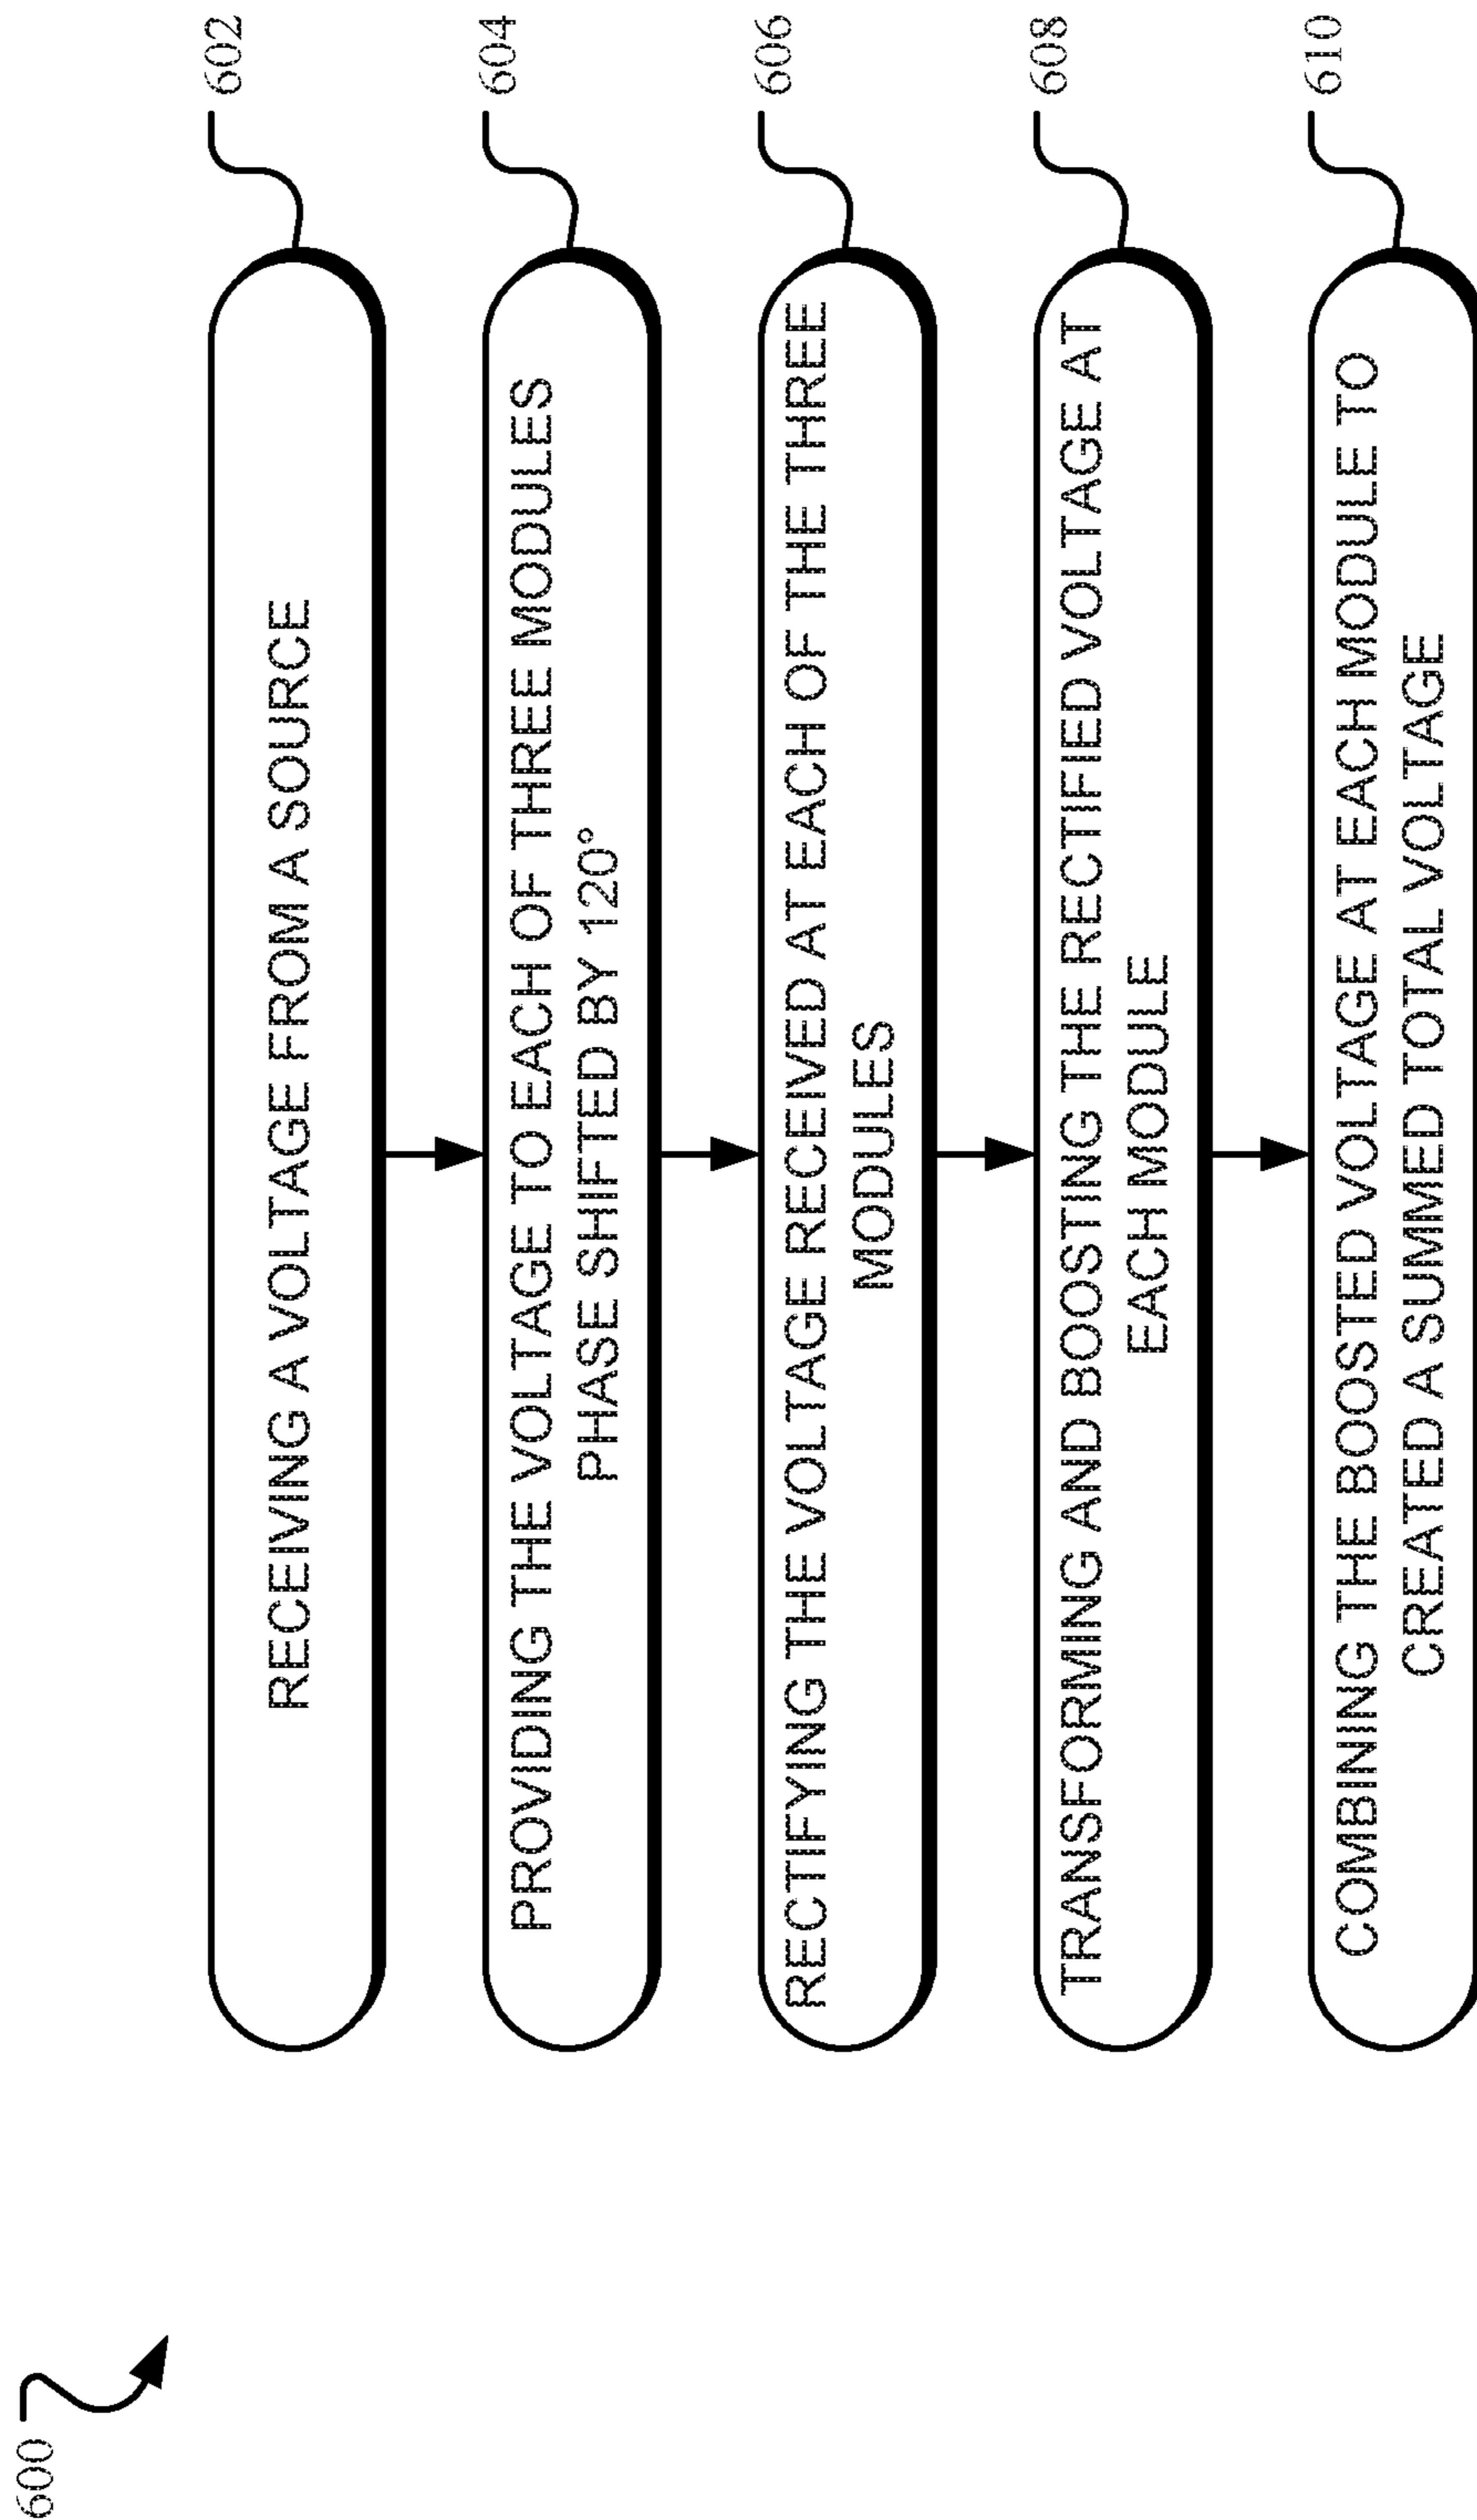 600
RECEIVING A VOLTAGE FROM A SOURCE
602
PROVIDING THE VOLTAGE TO EACH OF THREE MODULES
PHASE SHIFTED BY 120°
604
RECTIFYING THE VOLTAGE RECEIVED AT EACH OF THE THREE
MODULES
606
TRANSFORMING AND BOOSTING THE RECTIFIED VOLTAGE AT
EACH MODULE
608
COMBINING THE BOOSTED VOLTAGE AT EACH MODULE TO
CREATED A SUMMED TOTAL VOLTAGE
610